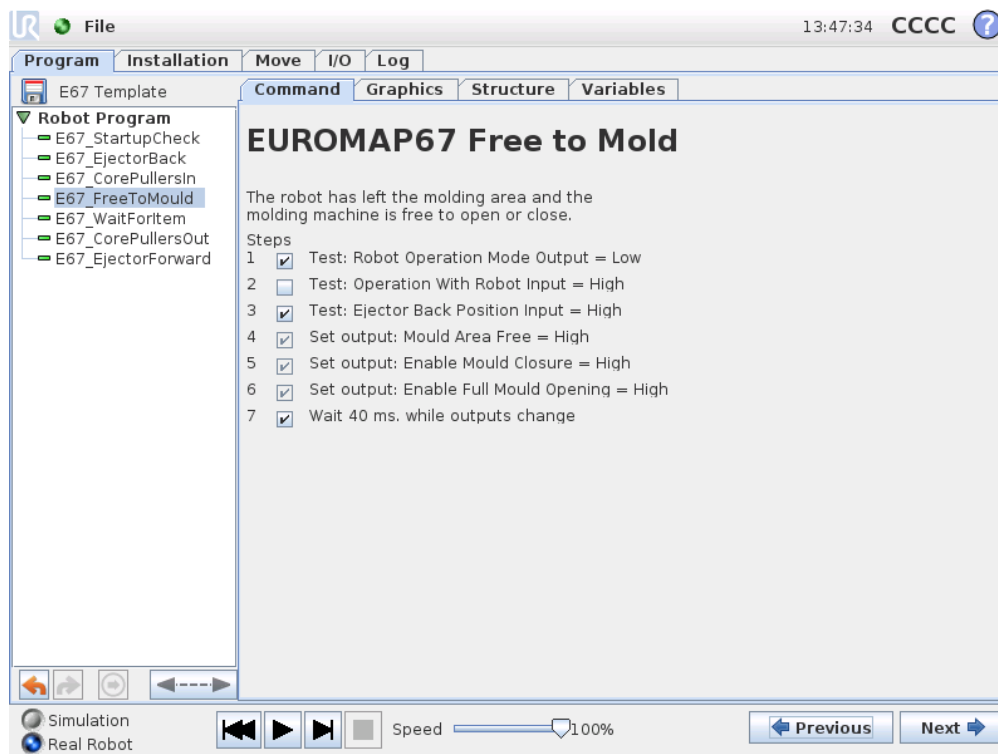 UR File 13:47:34 CCCC ?
Program Installation Move I/O Log
E67 Template Command Graphics Structure Variables
Robot Program
E67_StartupCheck
E67_EjectorBack
E67_CorePullersIn
E67_FreeToMould
E67_WaitForItem
E67_CorePullersOut
E67_EjectorForward
EUROMAP67 Free to Mold
The robot has left the molding area and the
molding machine is free to open or close.
Steps
1 Test: Robot Operation Mode Output = Low
2 Test: Operation With Robot Input = High
3 Test: Ejector Back Position Input = High
4 Set output: Mould Area Free = High
5 Set output: Enable Mould Closure = High
6 Set output: Enable Full Mould Opening = High
7 Wait 40 ms. while outputs change
Simulation
Real Robot
Speed 100%
Previous Next